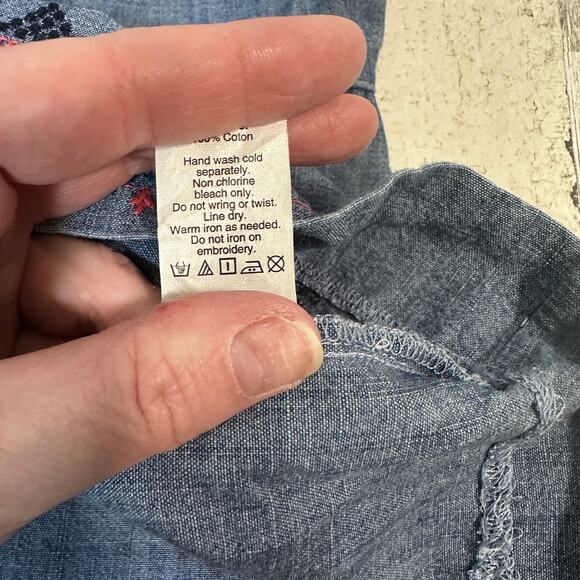 100% Coton
Hand wash cold
separately.
Non chlorine
bleach only.
Do not wring or twist.
Line dry.
Warm iron as needed.
Do not iron on
embroidery.